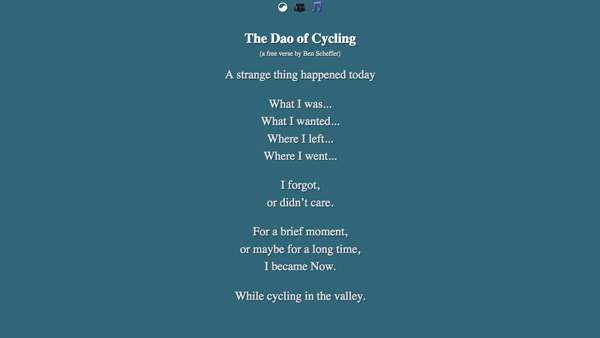 The Dao of Cycling
(a free verse by Ben Scheffer)
A strange thing happened today
What I was...
What I wanted...
Where I left...
Where I went...
I forgot,
or didn't care.
For a brief moment,
or maybe for a long time,
I became Now.
While cycling in the valley.